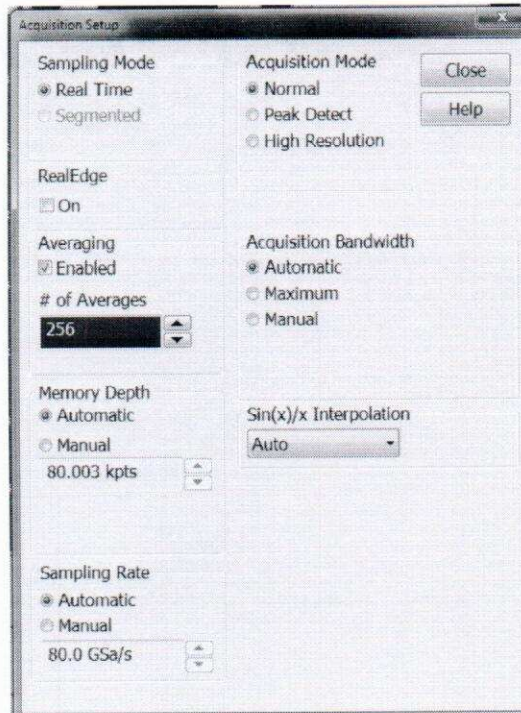 Acquisition Setup
Sampling Mode
Real Time
Segmented
RealEdge
On
Averaging
Enabled
# of Averages
256
Memory Depth
Automatic
Manual
80.003 kpts
Sampling Rate
Automatic
Manual
80.0 GSa/s
Acquisition Mode
Normal
Peak Detect
High Resolution
Acquisition Bandwidth
Automatic
Maximum
Manual
Sin(x)/x Interpolation
Auto
Close
Help